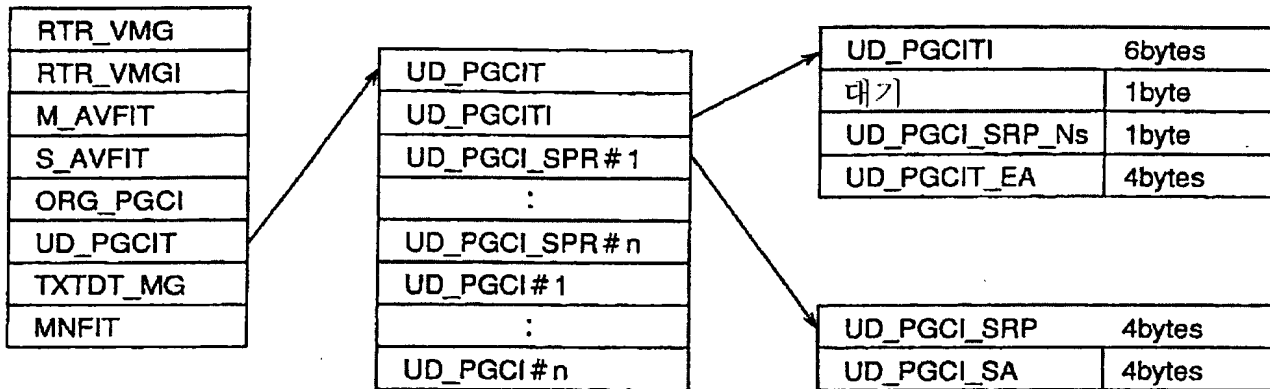 RTR_VMG
RTR_VMGI
M_AVFIT
S_AVFIT
ORG_PGCI
UD_PGCIT
TXTDT_MG
MNFIT
UD_PGCIT
UD_PGCITI
UD_PGCI_SPR#1
:
UD_PGCI_SPR#n
UD_PGCI#1
:
UD_PGCI#n
UD_PGCITI 6bytes
대기 1byte
UD_PGCI_SRP_Ns 1byte
UD_PGCIT_EA 4bytes
UD_PGCI_SRP 4bytes
UD_PGCI_SA 4bytes